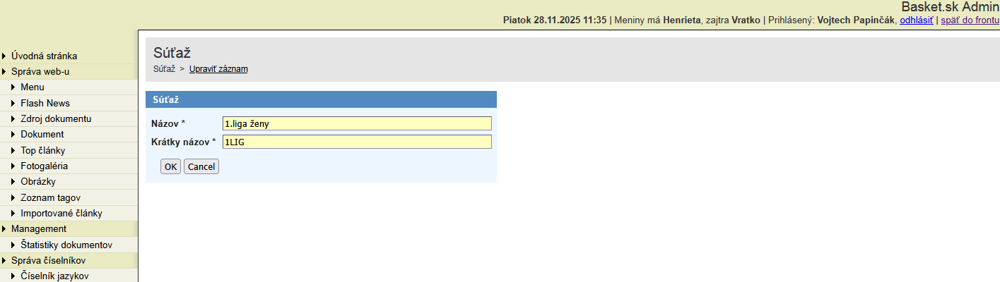 Basket.sk Admin
Piatok 28.11.2025 11:35 | Meniny má Henrieta, zajtra Vratko | Prihlásený: Vojtech Papinčák, odhlásiť | späť do frontu
Úvodná stránka
Správa web-u
Menu
Flash News
Zdroj dokumentu
Dokument
Top články
Fotogaléria
Obrázky
Zoznam tagov
Importované články
Management
Štatistiky dokumentov
Správa číselníkov
Číselník jazykov
Súťaž
Súťaž > Upraviť záznam
Súťaž
Názov * 1.liga ženy
Krátky názov * 1LIG
OK Cancel